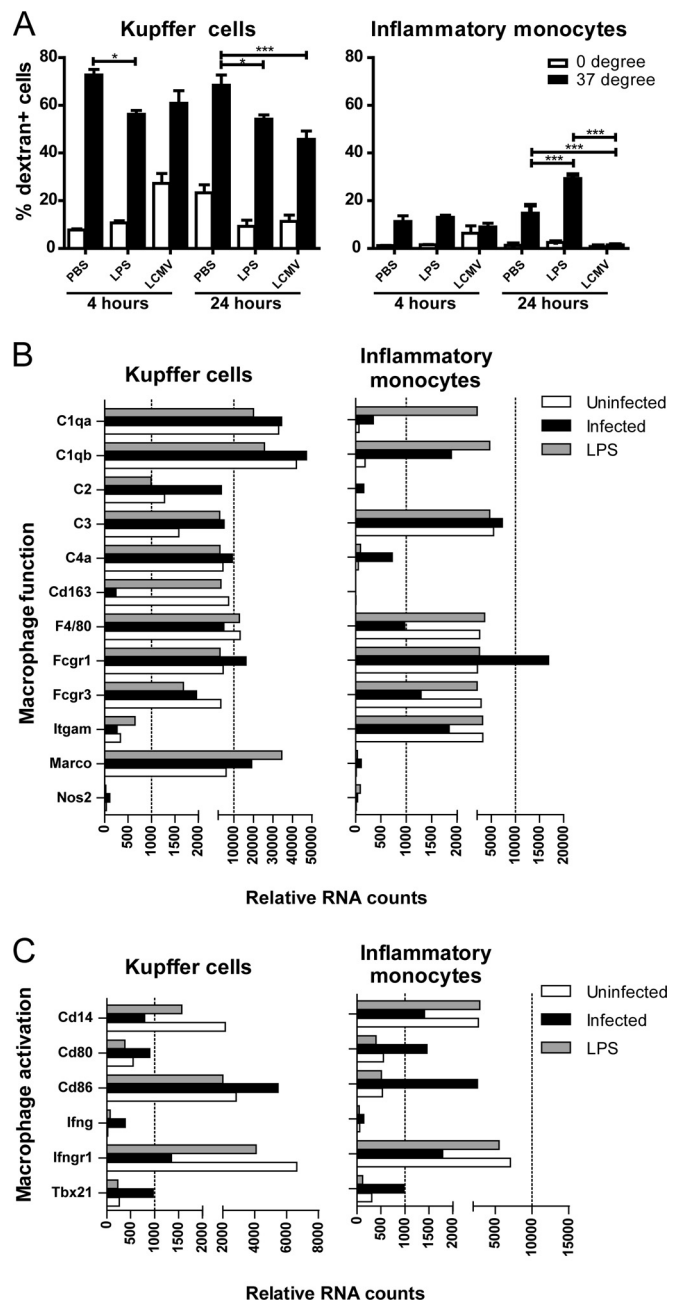 A
Kupffer cells
Inflammatory monocytes
% dextran+ cells
80
60
40
20
0
*
*
***
PBS
LPS
LCMV
PBS
LPS
LCMV
4 hours
24 hours
80
60
40
20
0
0 degree
37 degree
***
***
***
PBS
LPS
LCMV
PBS
LPS
LCMV
4 hours
24 hours
B
Kupffer cells
Inflammatory
monocytes
Uninfected
Infected
LPS
Macrophage function
C1qa
C1qb
C2
C3
C4a
Cd163
F4/80
Fcgr1
Fcgr3
Itgam
Marco
Nos2
0
500
1000
1500
2000
10000
20000
30000
40000
50000
0
500
1000
1500
2000
5000
10000
15000
20000
Relative RNA counts
C
Kupffer cells
Inflammatory
monocytes
Uninfected
Infected
LPS
Macrophage activation
Cd14
Cd80
Cd86
Ifng
Ifngr1
Tbx21
0
500
1000
1500
2000
4000
6000
8000
0
500
1000
1500
2000
5000
10000
15000
Relative RNA counts